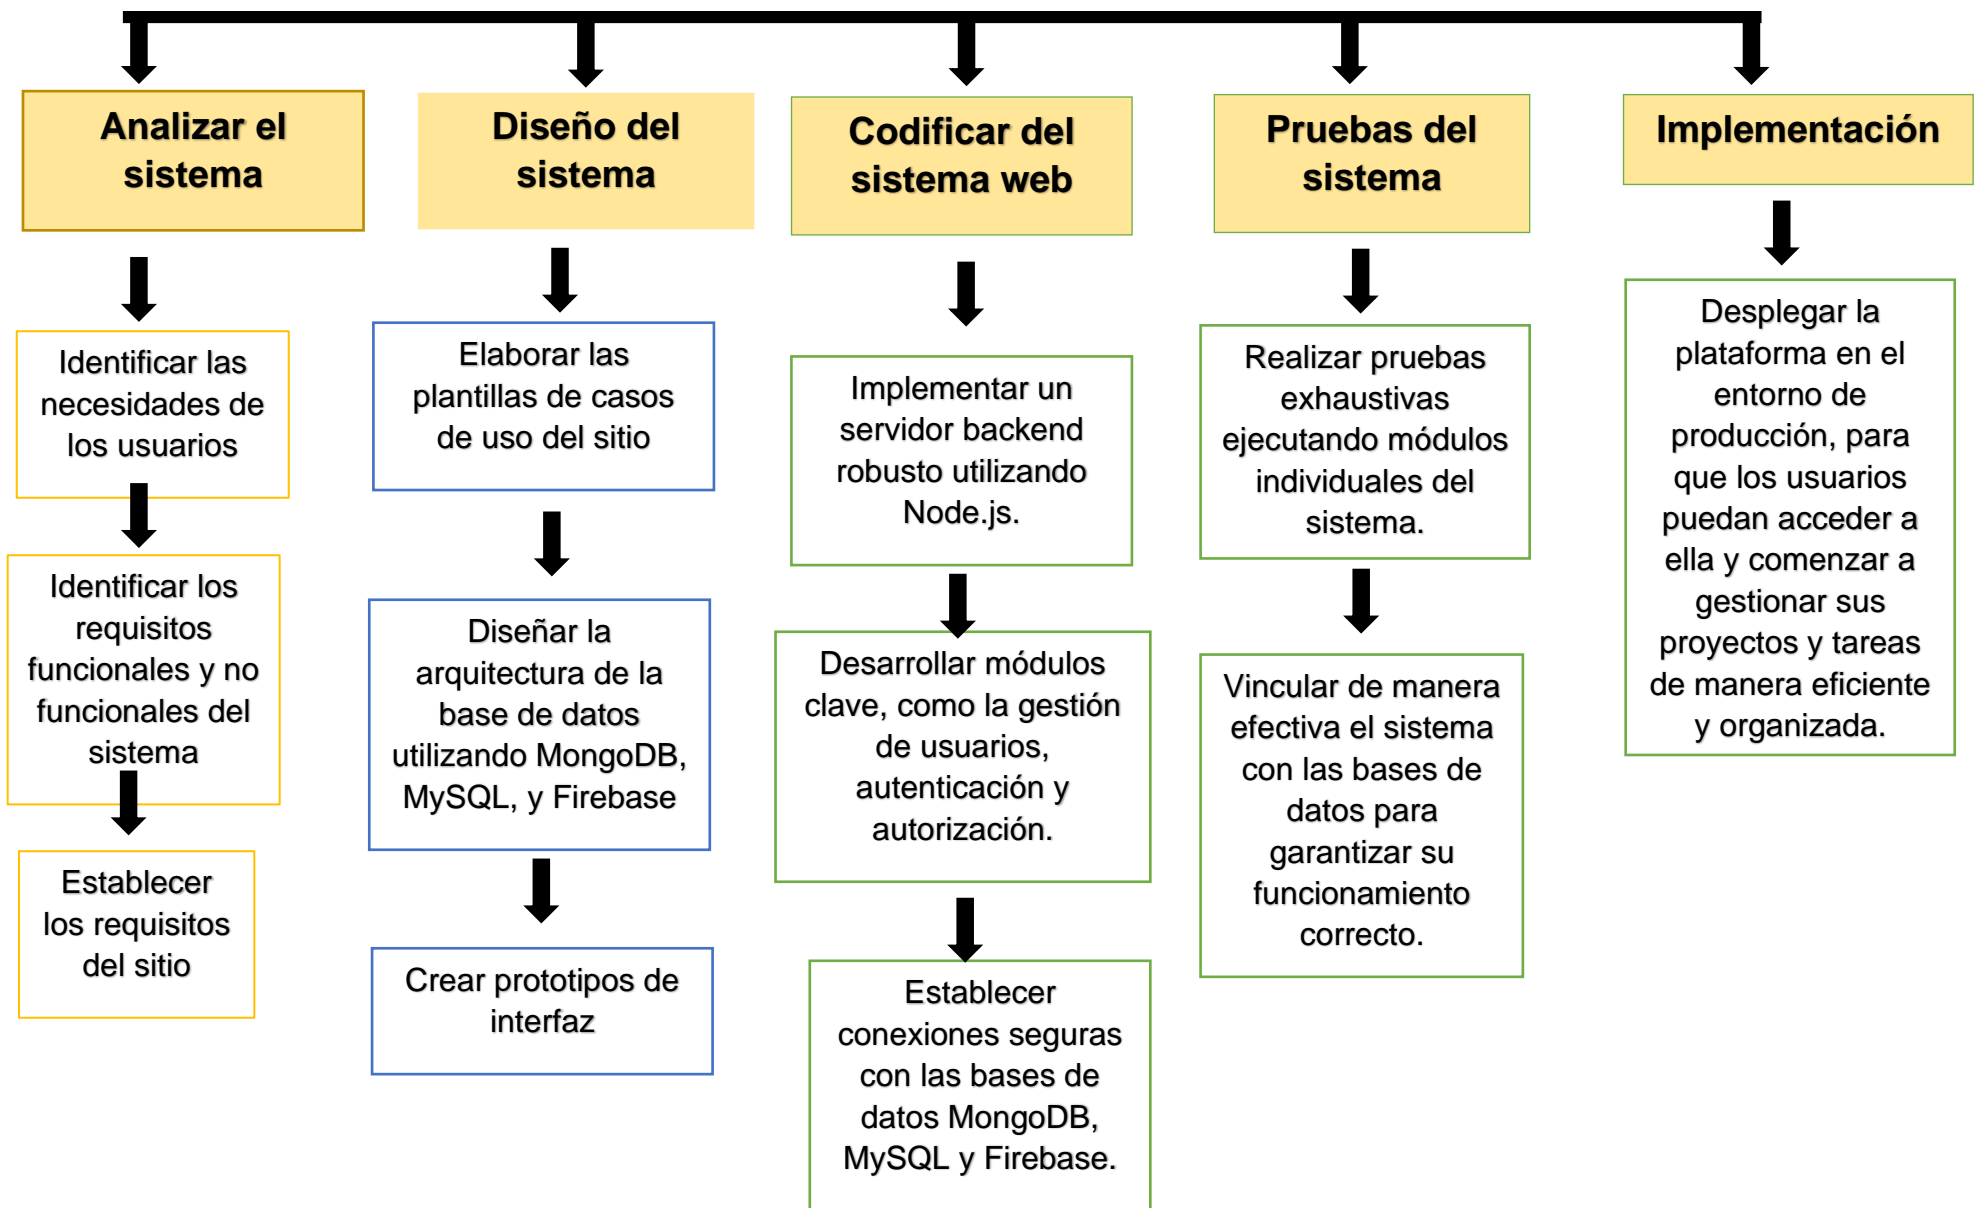 Analizar el
sistema
Identificar las
necesidades de
los usuarios
Identificar los
requisitos
funcionales y no
funcionales del
sistema
Establecer
los requisitos
del sitio
Diseño del
sistema
Elaborar las
plantillas de casos
de uso del sitio
Diseñar la
arquitectura de la
base de datos
utilizando MongoDB,
MySQL, y Firebase
Crear prototipos de
interfaz
Codificar del
sistema web
Implementar un
servidor backend
robusto utilizando
Node.js.
Desarrollar módulos
clave, como la gestión
de usuarios,
autenticación y
autorización.
Establecer
conexiones seguras
con las bases de
datos MongoDB,
MySQL y Firebase.
Pruebas del
sistema
Realizar pruebas
exhaustivas
ejecutando módulos
individuales del
sistema.
Vincular de manera
efectiva el sistema
con las bases de
datos para
garantizar su
funcionamiento
correcto.
Implementación
Desplegar la
plataforma en el
entorno de
producción, para
que los usuarios
puedan acceder a
ella y comenzar a
gestionar sus
proyectos y tareas
de manera eficiente
y organizada.